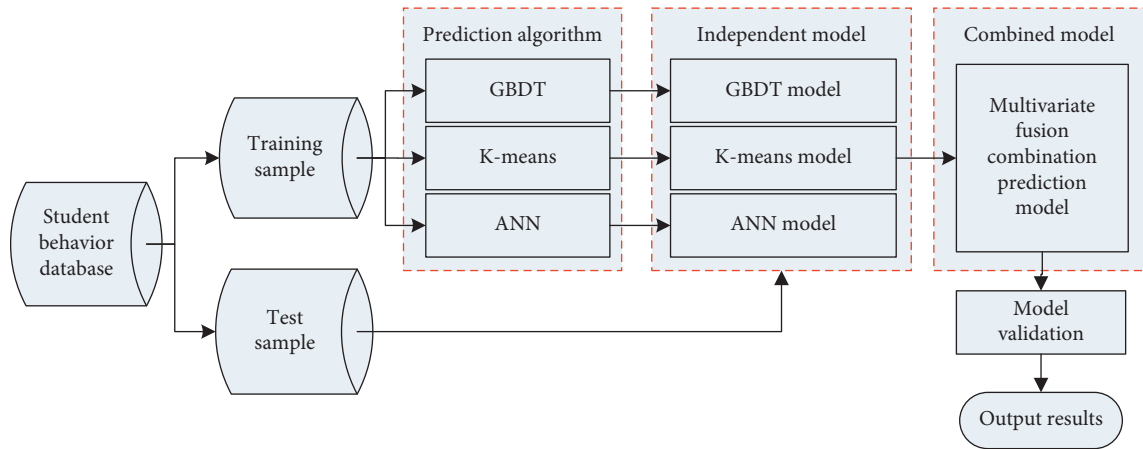 Student
behavior
database
Training
sample
Test
sample
Prediction algorithm
GBDT
K-means
ANN
Independent model
GBDT model
K-means model
ANN model
Combined model
Multivariate
fusion
combination
prediction
model
Model
validation
Output results